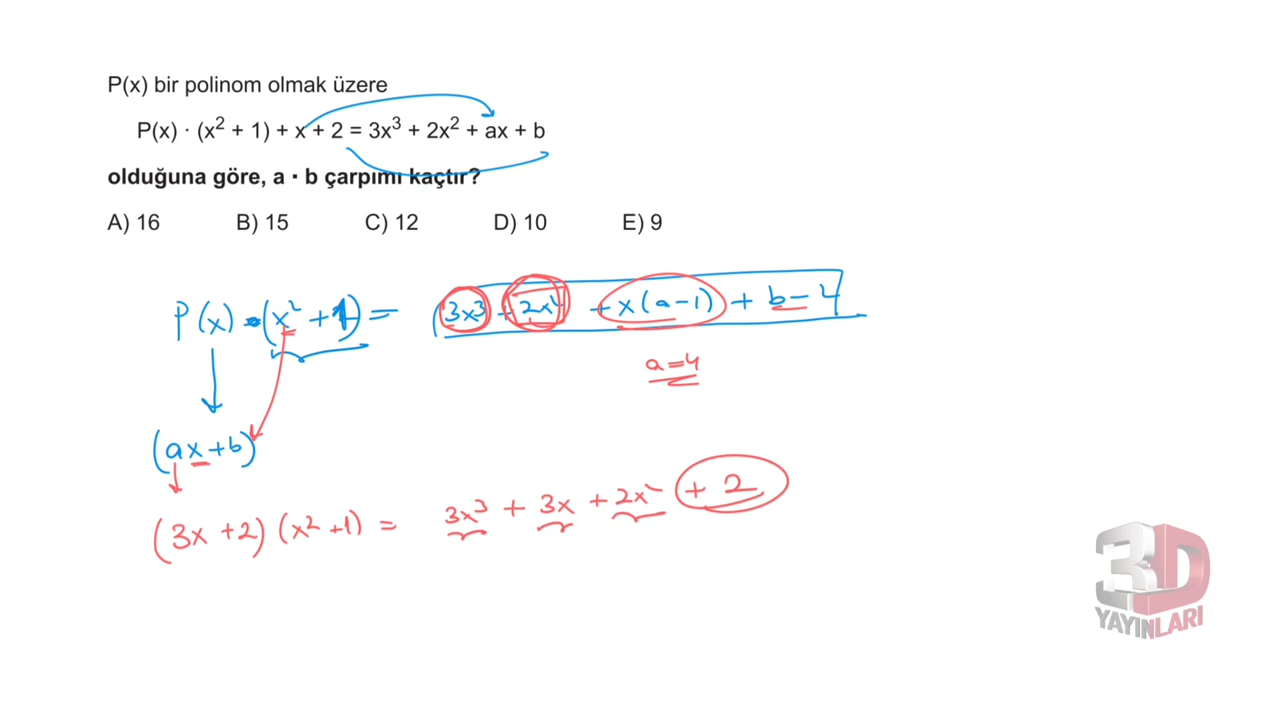 P(x) bir polinom olmak üzere
P(x) · (x² + 1) + x + 2 = 3x³ + 2x² + ax + b
olduğuna göre, a · b çarpımı kaçtır?
A) 16 B) 15 C) 12 D) 10 E) 9
P(x) · (x² + 1) = 3x³ + 2x² + x(a − 1) + b − 4
a = 4
(ax + b)
(3x + 2) (x² + 1) = 3x³ + 3x + 2x² + 2
3D
YAYINLARI